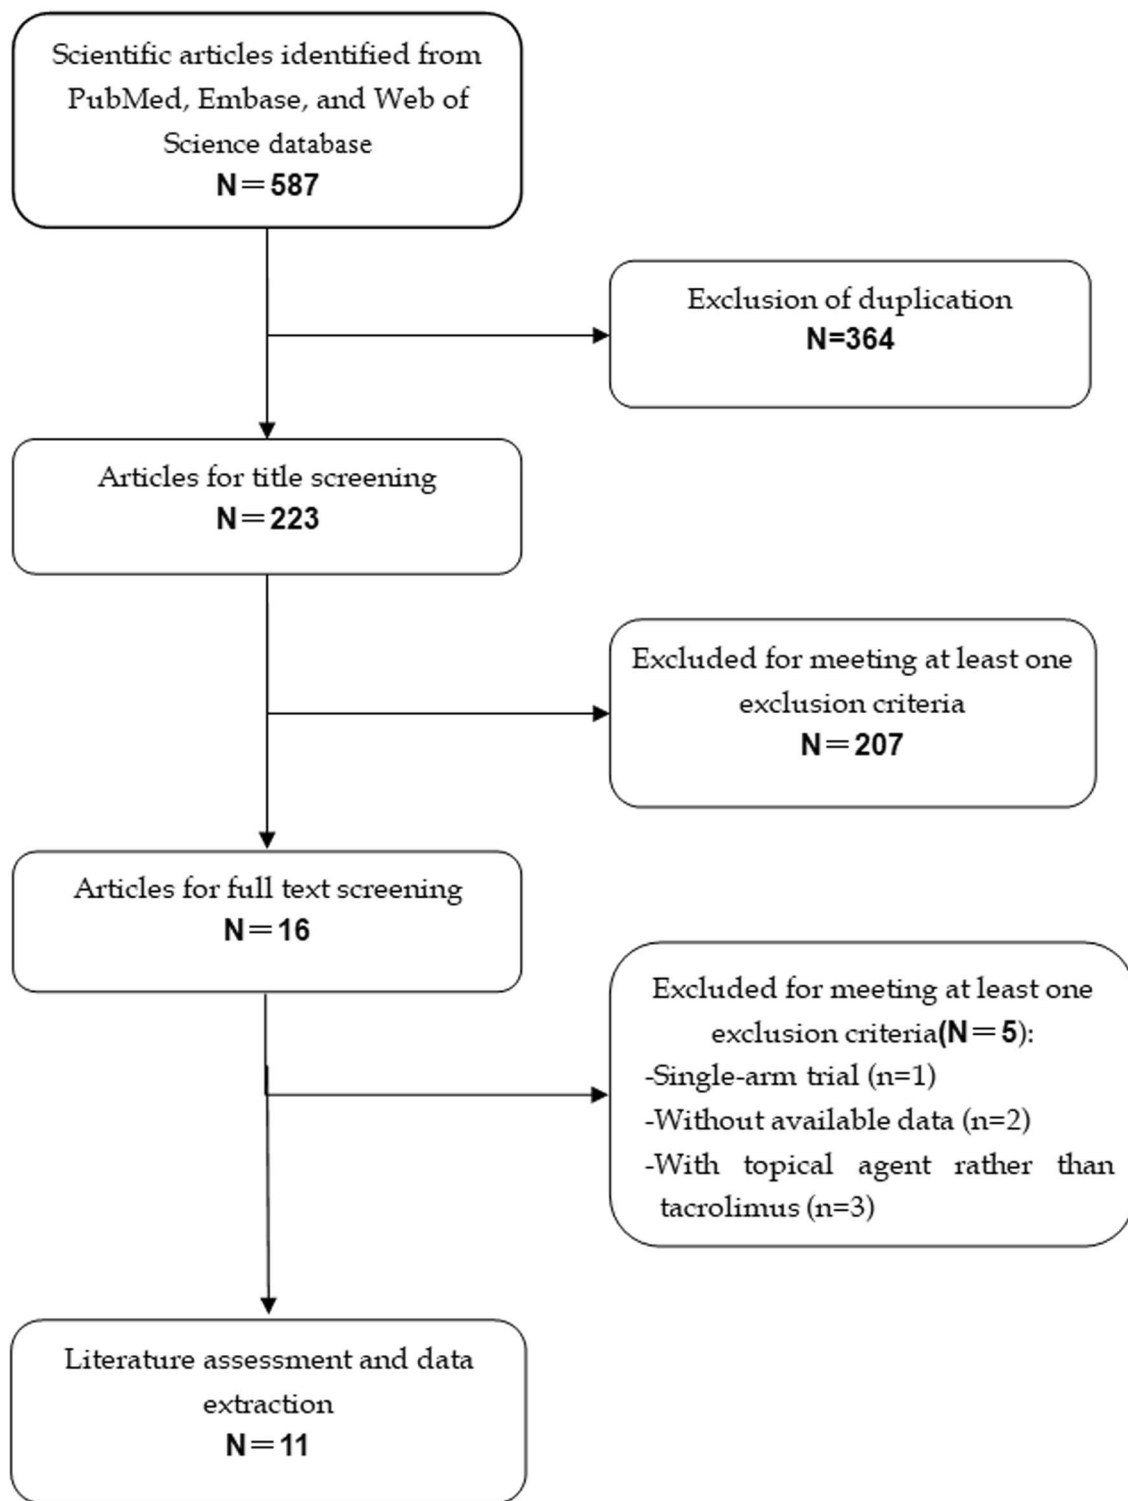 Scientific articles identified from
PubMed, Embase, and Web of
Science database
N＝587
Exclusion of duplication
N=364
Articles for title screening
N＝223
Excluded for meeting at least one
exclusion criteria
N＝207
Articles for full text screening
N＝16
Excluded for meeting at least one
exclusion criteria(N＝5):
-Single-arm trial (n=1)
-Without available data (n=2)
-With topical agent rather than
tacrolimus (n=3)
Literature assessment and data
extraction
N＝11